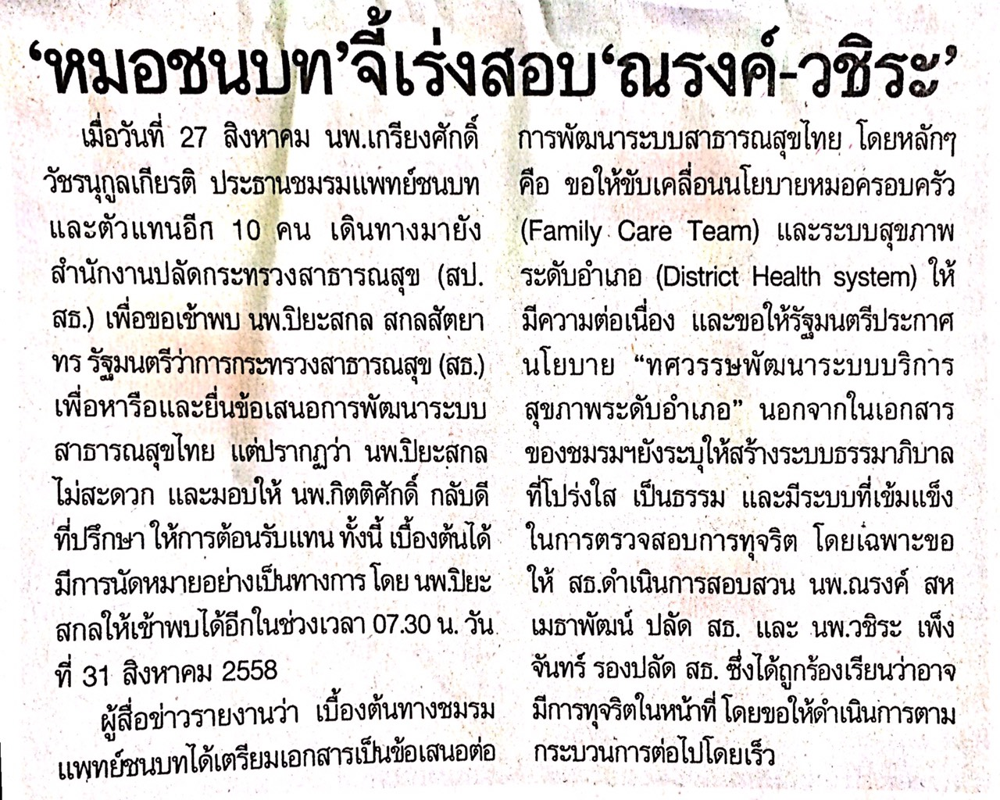 ‘หมอชนบท’จี้เร่งสอบ‘ณรงค์-วชิระ’
เมื่อวันที่ 27 สิงหาคม นพ.เกรียงศักดิ์
วัชรนุกูลเกียรติ ประธานชมรมแพทย์ชนบท
และตัวแทนอีก 10 คน เดินทางมายัง
สำนักงานปลัดกระทรวงสาธารณสุข (สป.
สธ.) เพื่อขอเข้าพบ นพ.ปิยะสกล สกลสัตยา
ทร รัฐมนตรีว่าการกระทรวงสาธารณสุข (สธ.)
เพื่อหารือและยื่นข้อเสนอการพัฒนาระบบ
สาธารณสุขไทย แต่ปรากฏว่า นพ.ปิยะสกล
ไม่สะดวก และมอบให้ นพ.กิตติศักดิ์ กลับดี
ที่ปรึกษา ให้การต้อนรับแทน ทั้งนี้ เบื้องต้นได้
มีการนัดหมายอย่างเป็นทางการ โดย นพ.ปิยะ
สกลให้เข้าพบได้อีกในช่วงเวลา 07.30 น. วัน
ที่ 31 สิงหาคม 2558
ผู้สื่อข่าวรายงานว่า เบื้องต้นทางชมรม
แพทย์ชนบทได้เตรียมเอกสารเป็นข้อเสนอต่อ
การพัฒนาระบบสาธารณสุขไทย โดยหลักๆ
คือ ขอให้ขับเคลื่อนนโยบายหมอครอบครัว
(Family Care Team) และระบบสุขภาพ
ระดับอำเภอ (District Health system) ให้
มีความต่อเนื่อง และขอให้รัฐมนตรีประกาศ
นโยบาย “ทศวรรษพัฒนาระบบบริการ
สุขภาพระดับอำเภอ” นอกจากในเอกสาร
ของชมรมฯยังระบุให้สร้างระบบธรรมาภิบาล
ที่โปร่งใส เป็นธรรม และมีระบบที่เข้มแข็ง
ในการตรวจสอบการทุจริต โดยเฉพาะขอ
ให้ สธ.ดำเนินการสอบสวน นพ.ณรงค์ สห
เมธาพัฒน์ ปลัด สธ. และ นพ.วชิระ เพ็ง
จันทร์ รองปลัด สธ. ซึ่งได้ถูกร้องเรียนว่าอาจ
มีการทุจริตในหน้าที่ โดยขอให้ดำเนินการตาม
กระบวนการต่อไปโดยเร็ว